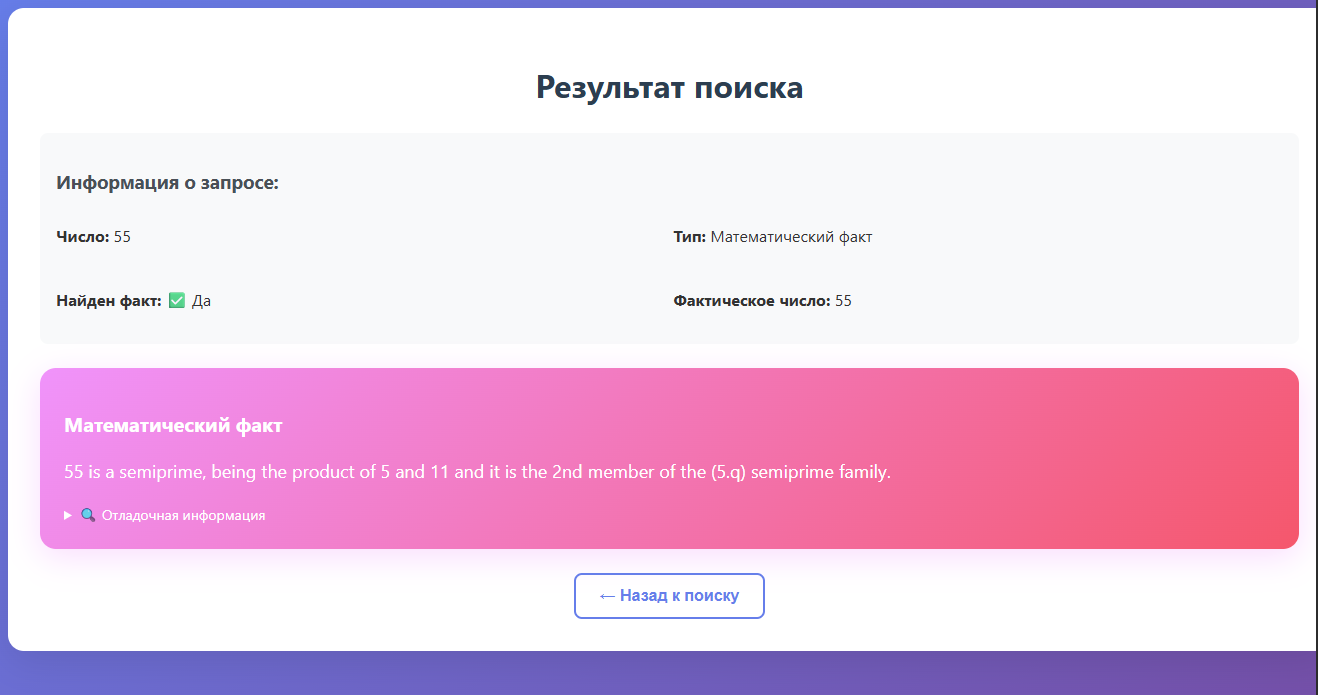 Результат поиска
Информация о запросе:
Число: 55
Тип: Математический факт
Найден факт: ✅ Да
Фактическое число: 55
Математический факт
55 is a semiprime, being the product of 5 and 11 and it is the 2nd member of the (5.q) semiprime family.
▶ 🔍 Отладочная информация
← Назад к поиску